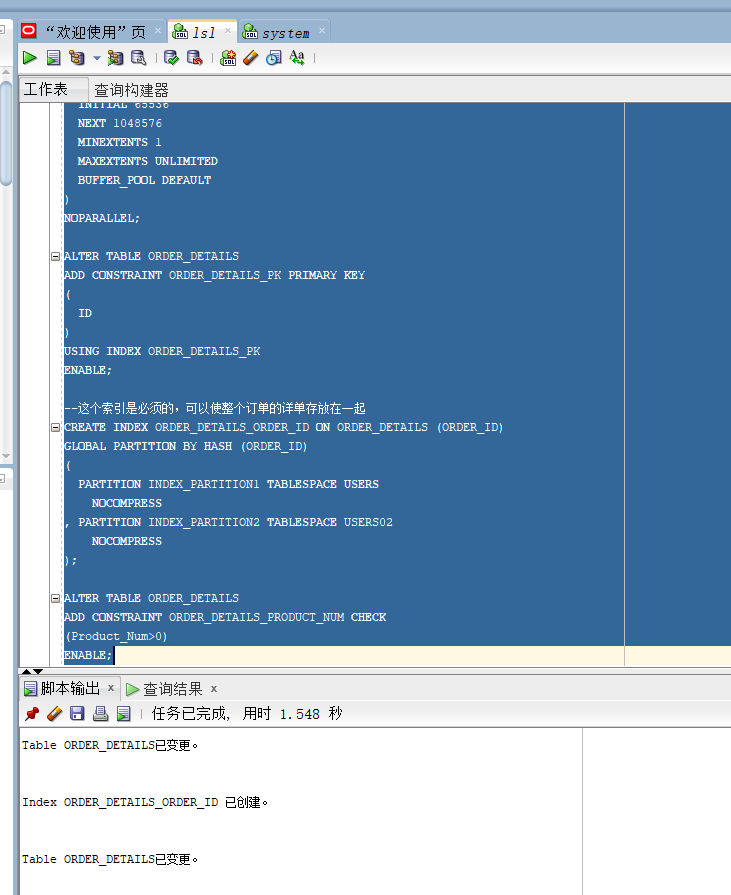 “欢迎使用”页 × lsl × system ×
工作表 查询构建器
INITIAL 65536
NEXT 1048576
MINEXTENTS 1
MAXEXTENTS UNLIMITED
BUFFER_POOL DEFAULT
)
NOPARALLEL;
ALTER TABLE ORDER_DETAILS
ADD CONSTRAINT ORDER_DETAILS_PK PRIMARY KEY
(
ID
)
USING INDEX ORDER_DETAILS_PK
ENABLE;
--这个索引是必须的，可以使整个订单的详单存放在一起
CREATE INDEX ORDER_DETAILS_ORDER_ID ON ORDER_DETAILS (ORDER_ID)
GLOBAL PARTITION BY HASH (ORDER_ID)
(
PARTITION INDEX_PARTITION1 TABLESPACE USERS
NOCOMPRESS
, PARTITION INDEX_PARTITION2 TABLESPACE USERS02
NOCOMPRESS
);
ALTER TABLE ORDER_DETAILS
ADD CONSTRAINT ORDER_DETAILS_PRODUCT_NUM CHECK
(Product_Num>0)
ENABLE;
脚本输出 × 查询结果 ×
任务已完成, 用时 1.548 秒
Table ORDER_DETAILS已变更。
Index ORDER_DETAILS_ORDER_ID 已创建。
Table ORDER_DETAILS已变更。